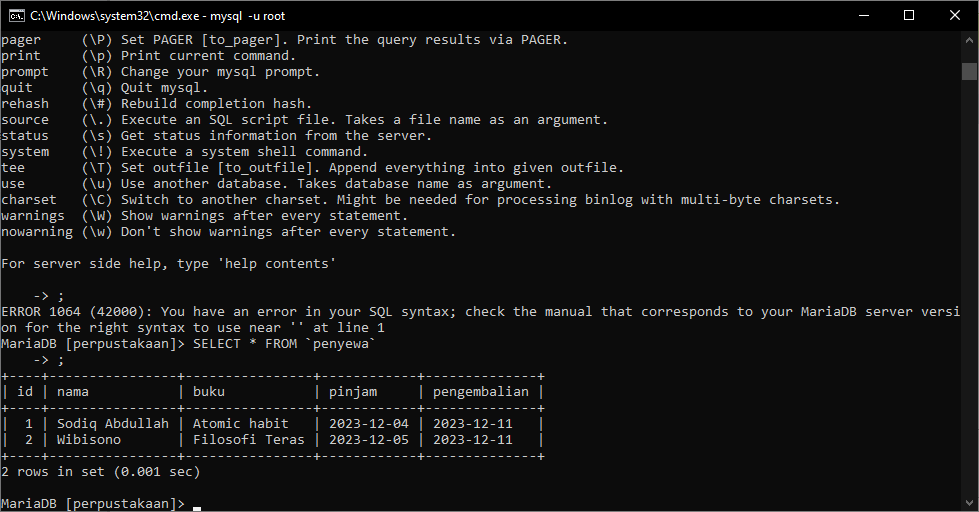 C:\Windows\system32\cmd.exe - mysql  -u root
pager     (\P) Set PAGER [to_pager]. Print the query results via PAGER.
print     (\p) Print current command.
prompt    (\R) Change your mysql prompt.
quit      (\q) Quit mysql.
rehash    (\#) Rebuild completion hash.
source    (\.) Execute an SQL script file. Takes a file name as an argument.
status    (\s) Get status information from the server.
system    (\!) Execute a system shell command.
tee       (\T) Set outfile [to_outfile]. Append everything into given outfile.
use       (\u) Use another database. Takes database name as argument.
charset   (\C) Switch to another charset. Might be needed for processing binlog with multi-byte charsets.
warnings  (\W) Show warnings after every statement.
nowarning (\w) Don't show warnings after every statement.
For server side help, type 'help contents'
    -> ;
ERROR 1064 (42000): You have an error in your SQL syntax; check the manual that corresponds to your MariaDB server versi
on for the right syntax to use near '' at line 1
MariaDB [perpustakaan]> SELECT * FROM `penyewa`
    -> ;
+----+----------------+----------------+------------+--------------+
| id | nama           | buku           | pinjam     | pengembalian |
+----+----------------+----------------+------------+--------------+
|  1 | Sodiq Abdullah | Atomic habit   | 2023-12-04 | 2023-12-11   |
|  2 | Wibisono       | Filosofi Teras | 2023-12-05 | 2023-12-11   |
+----+----------------+----------------+------------+--------------+
2 rows in set (0.001 sec)
MariaDB [perpustakaan]> _